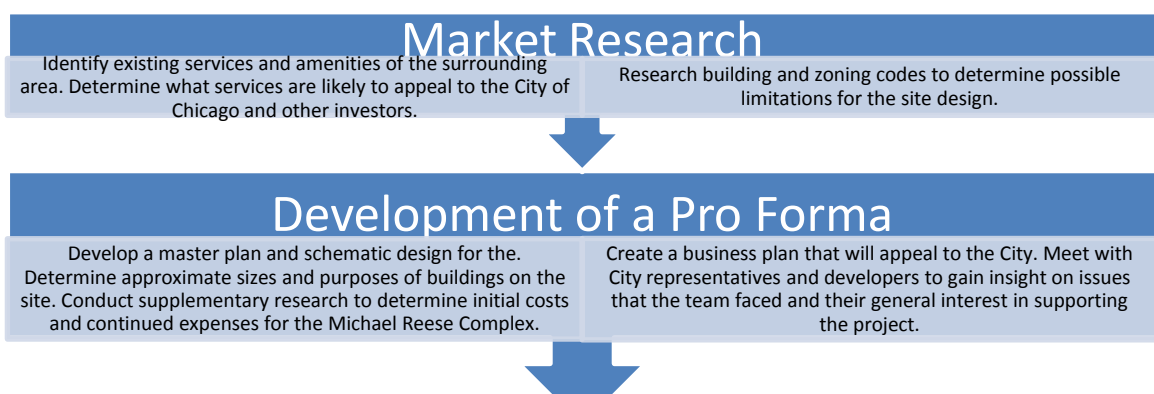 Market Research
Identify existing services and amenities of the surrounding
area. Determine what services are likely to appeal to the City of
Chicago and other investors.
Research building and zoning codes to determine possible
limitations for the site design.
Development of a Pro Forma
Develop a master plan and schematic design for the.
Determine approximate sizes and purposes of buildings on the
site. Conduct supplementary research to determine initial costs
and continued expenses for the Michael Reese Complex.
Create a business plan that will appeal to the City. Meet with
City representatives and developers to gain insight on issues
that the team faced and their general interest in supporting
the project.